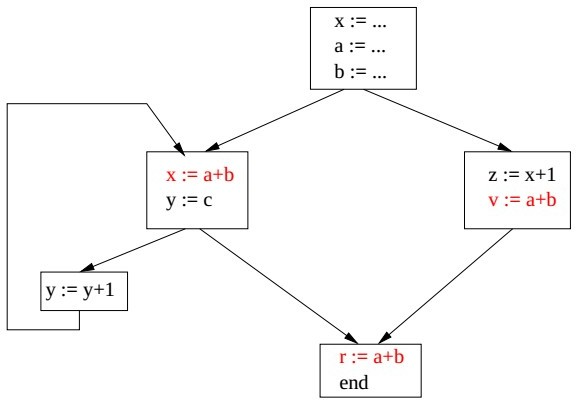 x := ...
a := ...
b := ...
x := a+b
y := c
z := x+1
v := a+b
y := y+1
r := a+b
end